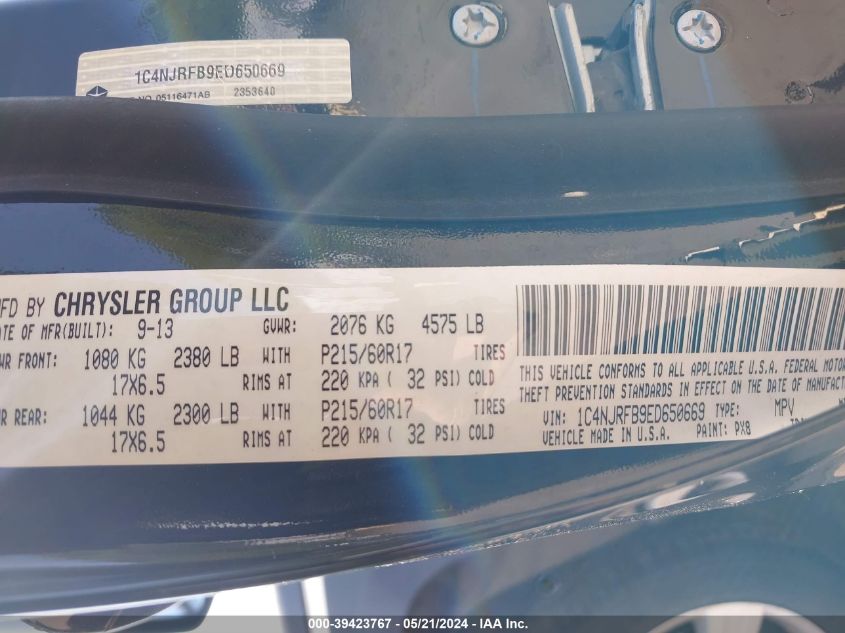 1C4NJRFB9ED650669
NO. 05116471AB 2353640
MFD BY CHRYSLER GROUP LLC
DATE OF MFR(BUILT): 9-13 GVWR: 2076 KG 4575 LB
FRONT: 1080 KG 2380 LB WITH P215/60R17 TIRES
17X6.5 RIMS AT 220 KPA ( 32 PSI) COLD
REAR: 1044 KG 2300 LB WITH P215/60R17 TIRES
17X6.5 RIMS AT 220 KPA ( 32 PSI) COLD
THIS VEHICLE CONFORMS TO ALL APPLICABLE U.S.A. FEDERAL MOTOR
THEFT PREVENTION STANDARDS IN EFFECT ON THE DATE OF MANUFAC
VIN: 1C4NJRFB9ED650669 TYPE: MPV
VEHICLE MADE IN U.S.A. PAINT: PX8
000-39423767 - 05/21/2024 - IAA Inc.